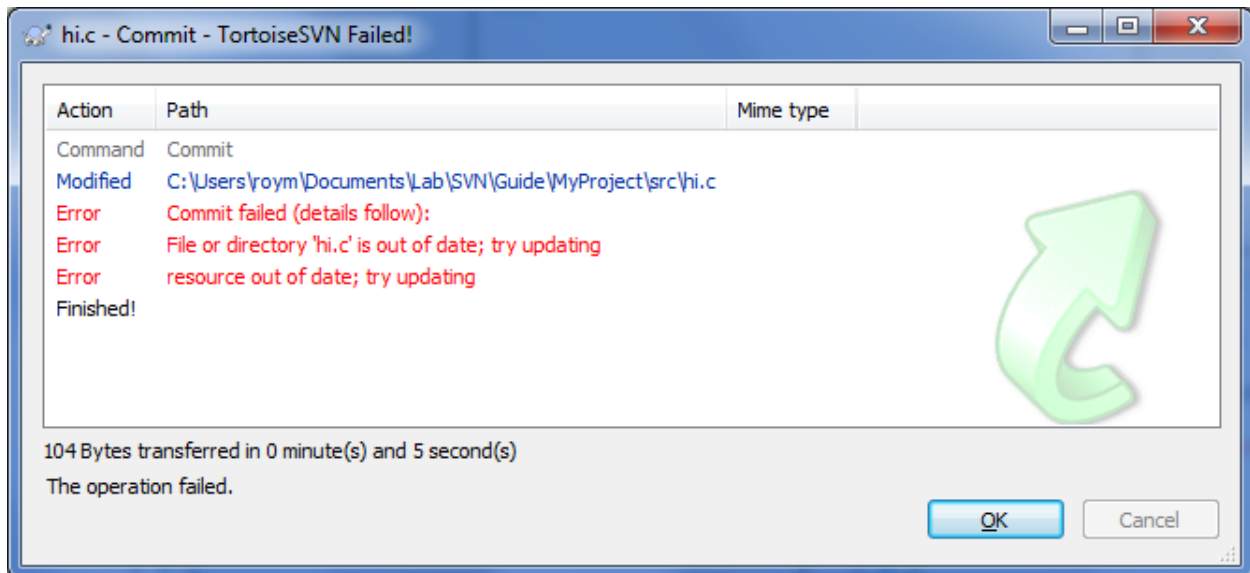 hi.c - Commit - TortoiseSVN Failed!
Action Path Mime type
Command Commit
Modified C:\Users\roym\Documents\Lab\SVN\Guide\MyProject\src\hi.c
Error Commit failed (details follow):
Error File or directory 'hi.c' is out of date; try updating
Error resource out of date; try updating
Finished!
104 Bytes transferred in 0 minute(s) and 5 second(s)
The operation failed.
OK Cancel